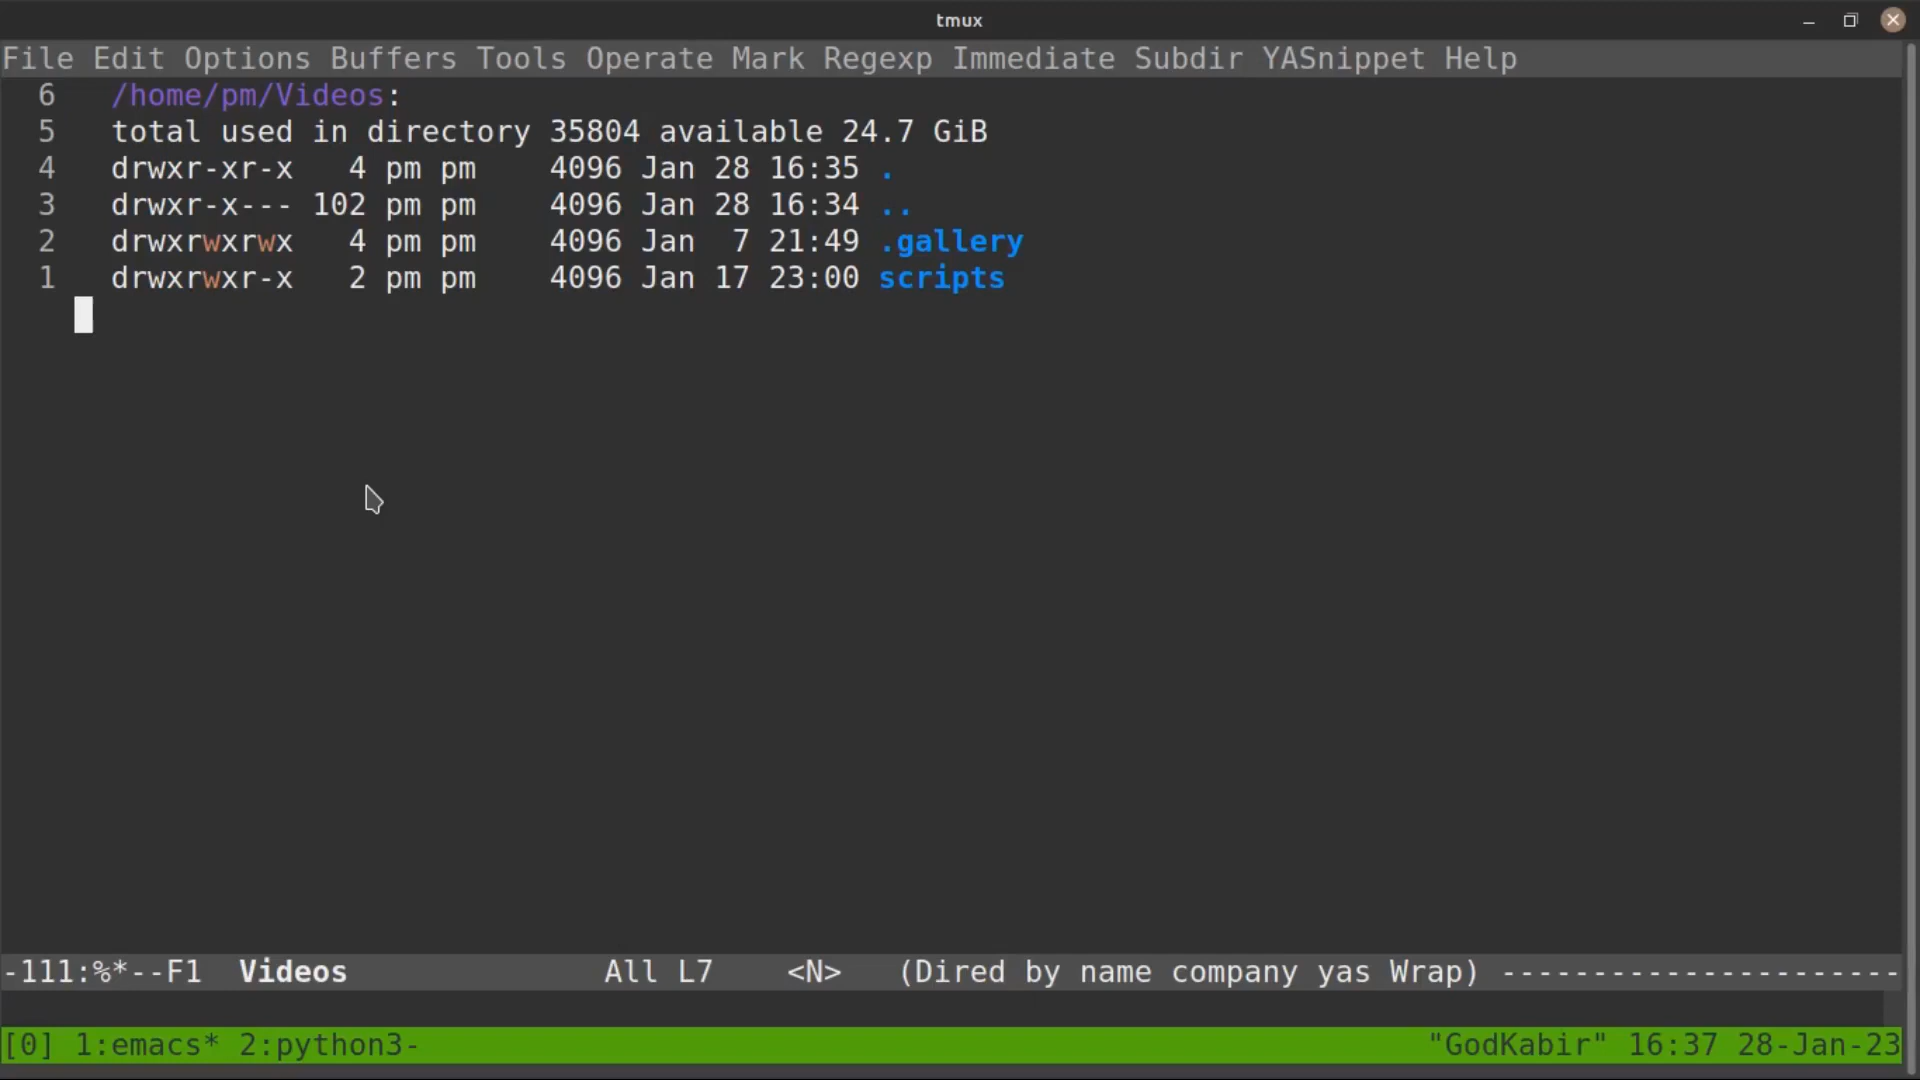 tmux
File Edit Options Buffers Tools Operate Mark Regexp Immediate Subdir YASnippet Help
6 /home/pm/Videos:
5 total used in directory 35804 available 24.7 GiB
4 drwxr-xr-x 4 pm pm 4096 Jan 28 16:35 .
3 drwxr-x--- 102 pm pm 4096 Jan 28 16:34 ..
2 drwxrwxrwx 4 pm pm 4096 Jan 7 21:49 .gallery
1 drwxrwxr-x 2 pm pm 4096 Jan 17 23:00 scripts
-111:%*--F1 Videos All L7 <N> (Dired by name company yas Wrap) ----------------------
[0] 1:emacs* 2:python3- "GodKabir" 16:37 28-Jan-23